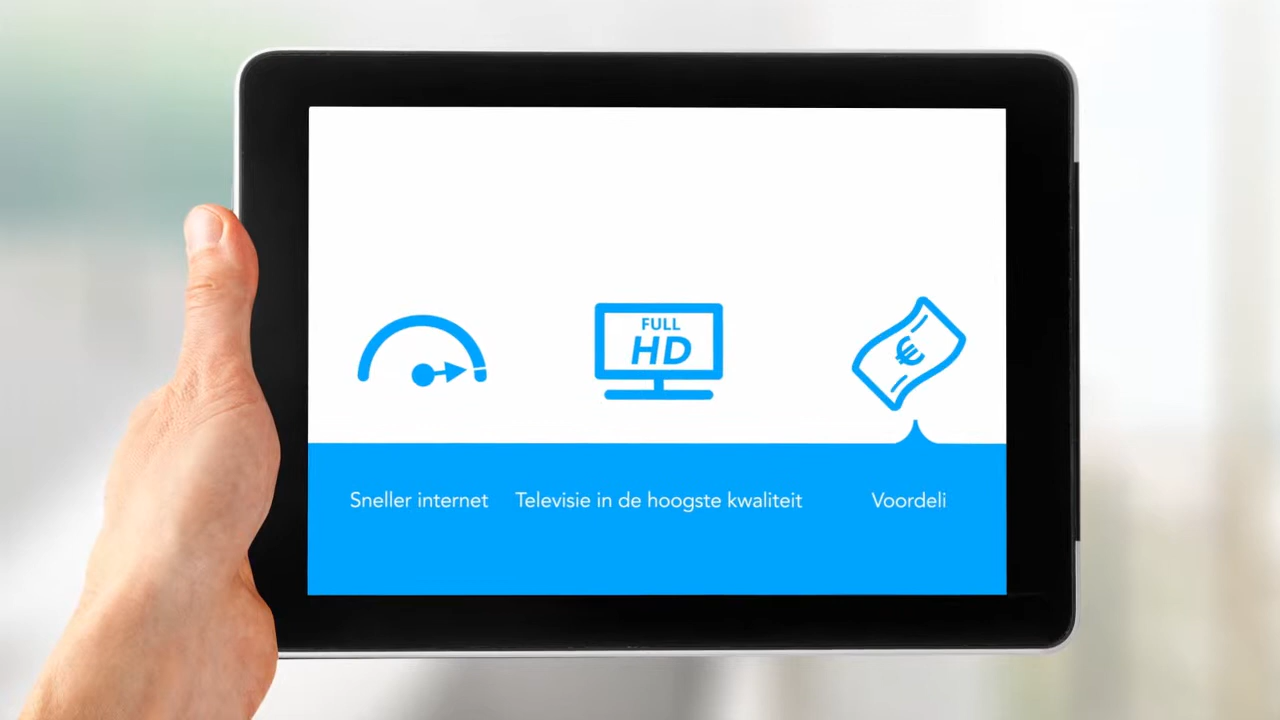 FULL
HD
€
Sneller internet
Televisie in de hoogste kwaliteit
Voordeli